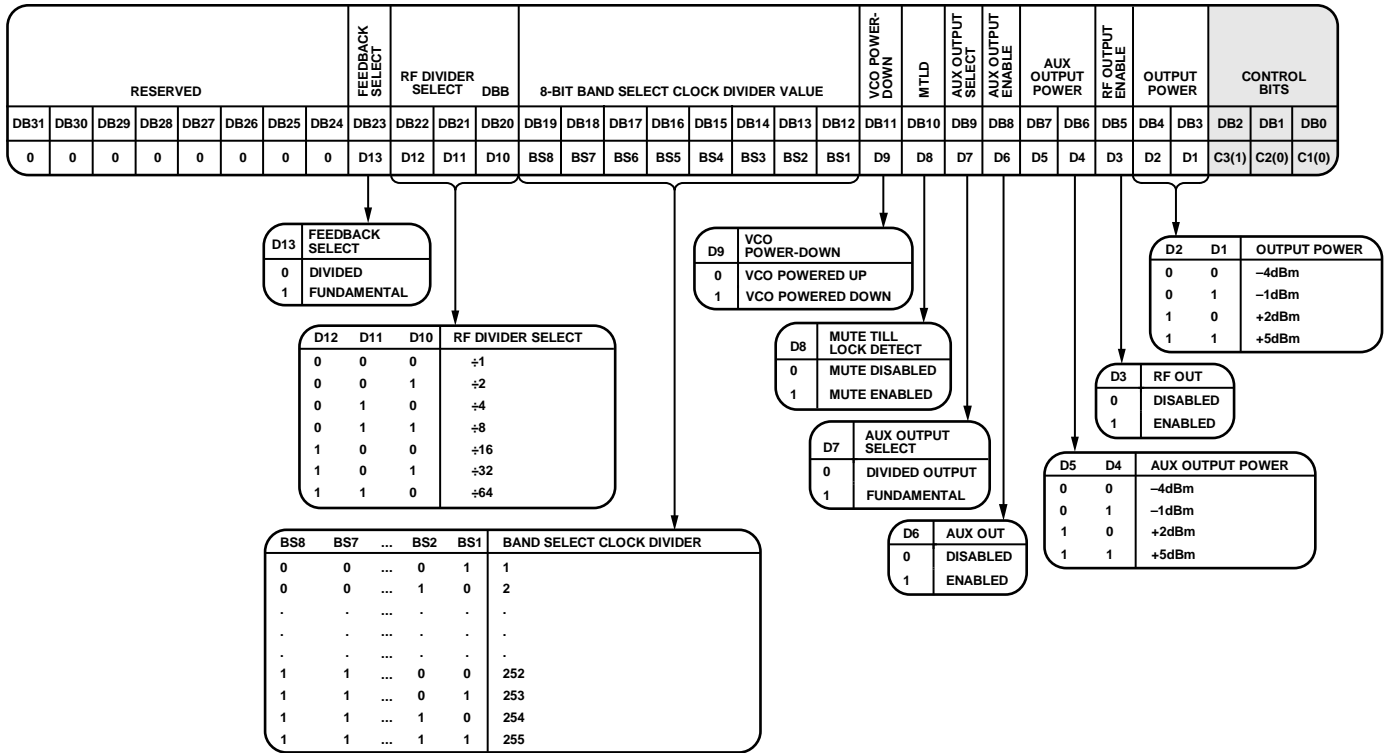 RESERVED
FEEDBACK
SELECT
RF DIVIDER
SELECT
DBB
8-BIT BAND SELECT CLOCK DIVIDER VALUE
VCO POWER-
DOWN
MTLD
AUX OUTPUT
SELECT
AUX OUTPUT
ENABLE
AUX
OUTPUT
POWER
RF OUTPUT
ENABLE
OUTPUT
POWER
CONTROL
BITS
DB31 DB30 DB29 DB28 DB27 DB26 DB25 DB24 DB23 DB22 DB21 DB20 DB19 DB18 DB17 DB16 DB15 DB14 DB13 DB12 DB11 DB10 DB9 DB8 DB7 DB6 DB5 DB4 DB3 DB2 DB1 DB0
0 0 0 0 0 0 0 0 D13 D12 D11 D10 BS8 BS7 BS6 BS5 BS4 BS3 BS2 BS1 D9 D8 D7 D6 D5 D4 D3 D2 D1 C3(1) C2(0) C1(0)
D13 FEEDBACK
SELECT
0 DIVIDED
1 FUNDAMENTAL
D12 D11 D10 RF DIVIDER SELECT
0 0 0 ÷1
0 0 1 ÷2
0 1 0 ÷4
0 1 1 ÷8
1 0 0 ÷16
1 0 1 ÷32
1 1 0 ÷64
BS8 BS7 ... BS2 BS1 BAND SELECT CLOCK DIVIDER
0 0 ... 0 1 1
0 0 ... 1 0 2
. . ... . . .
. . ... . . .
. . ... . . .
1 1 ... 0 0 252
1 1 ... 0 1 253
1 1 ... 1 0 254
1 1 ... 1 1 255
D9 VCO
POWER-DOWN
0 VCO POWERED UP
1 VCO POWERED DOWN
D8 MUTE TILL
LOCK DETECT
0 MUTE DISABLED
1 MUTE ENABLED
D7 AUX OUTPUT
SELECT
0 DIVIDED OUTPUT
1 FUNDAMENTAL
D6 AUX OUT
0 DISABLED
1 ENABLED
D5 D4 AUX OUTPUT POWER
0 0 –4dBm
0 1 –1dBm
1 0 +2dBm
1 1 +5dBm
D3 RF OUT
0 DISABLED
1 ENABLED
D2 D1 OUTPUT POWER
0 0 –4dBm
0 1 –1dBm
1 0 +2dBm
1 1 +5dBm